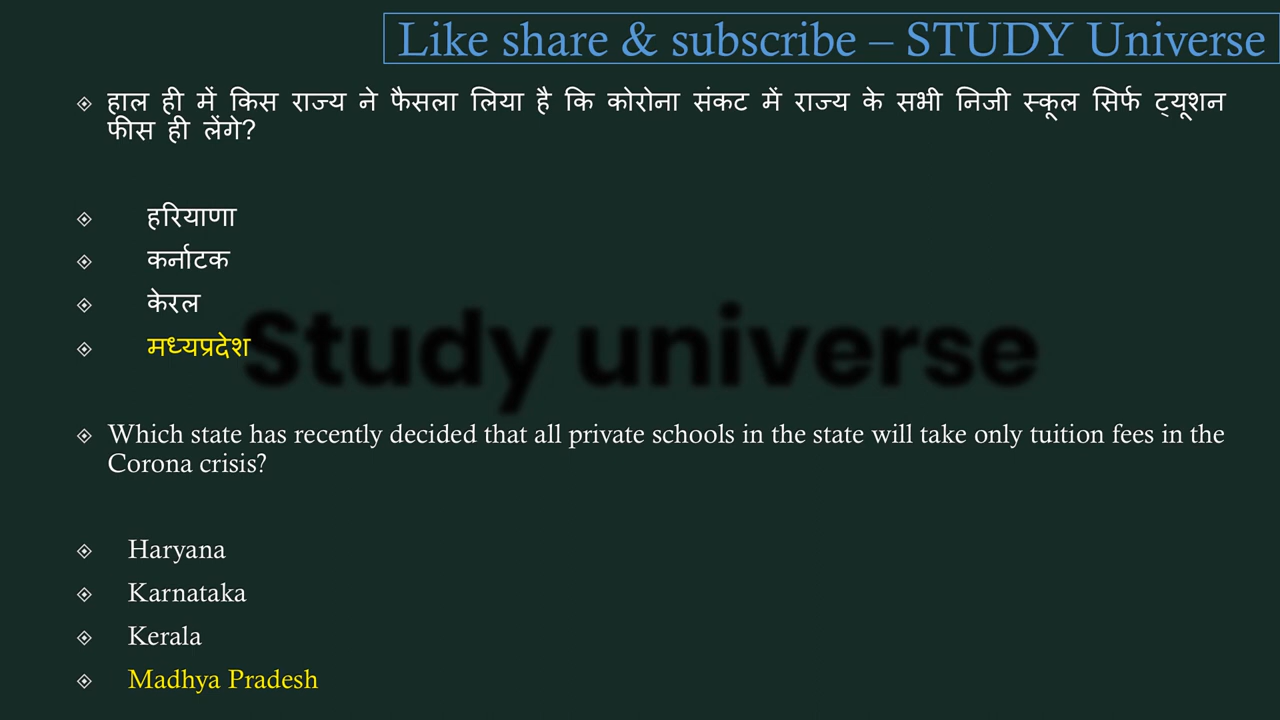 Like share & subscribe – STUDY Universe
हाल ही में किस राज्य ने फैसला लिया है कि कोरोना संकट में राज्य के सभी निजी स्कूल सिर्फ ट्यूशन
फीस ही लेंगे?
हरियाणा
कर्नाटक
केरल
मध्यप्रदेश
Study universe
Which state has recently decided that all private schools in the state will take only tuition fees in the
Corona crisis?
Haryana
Karnataka
Kerala
Madhya Pradesh